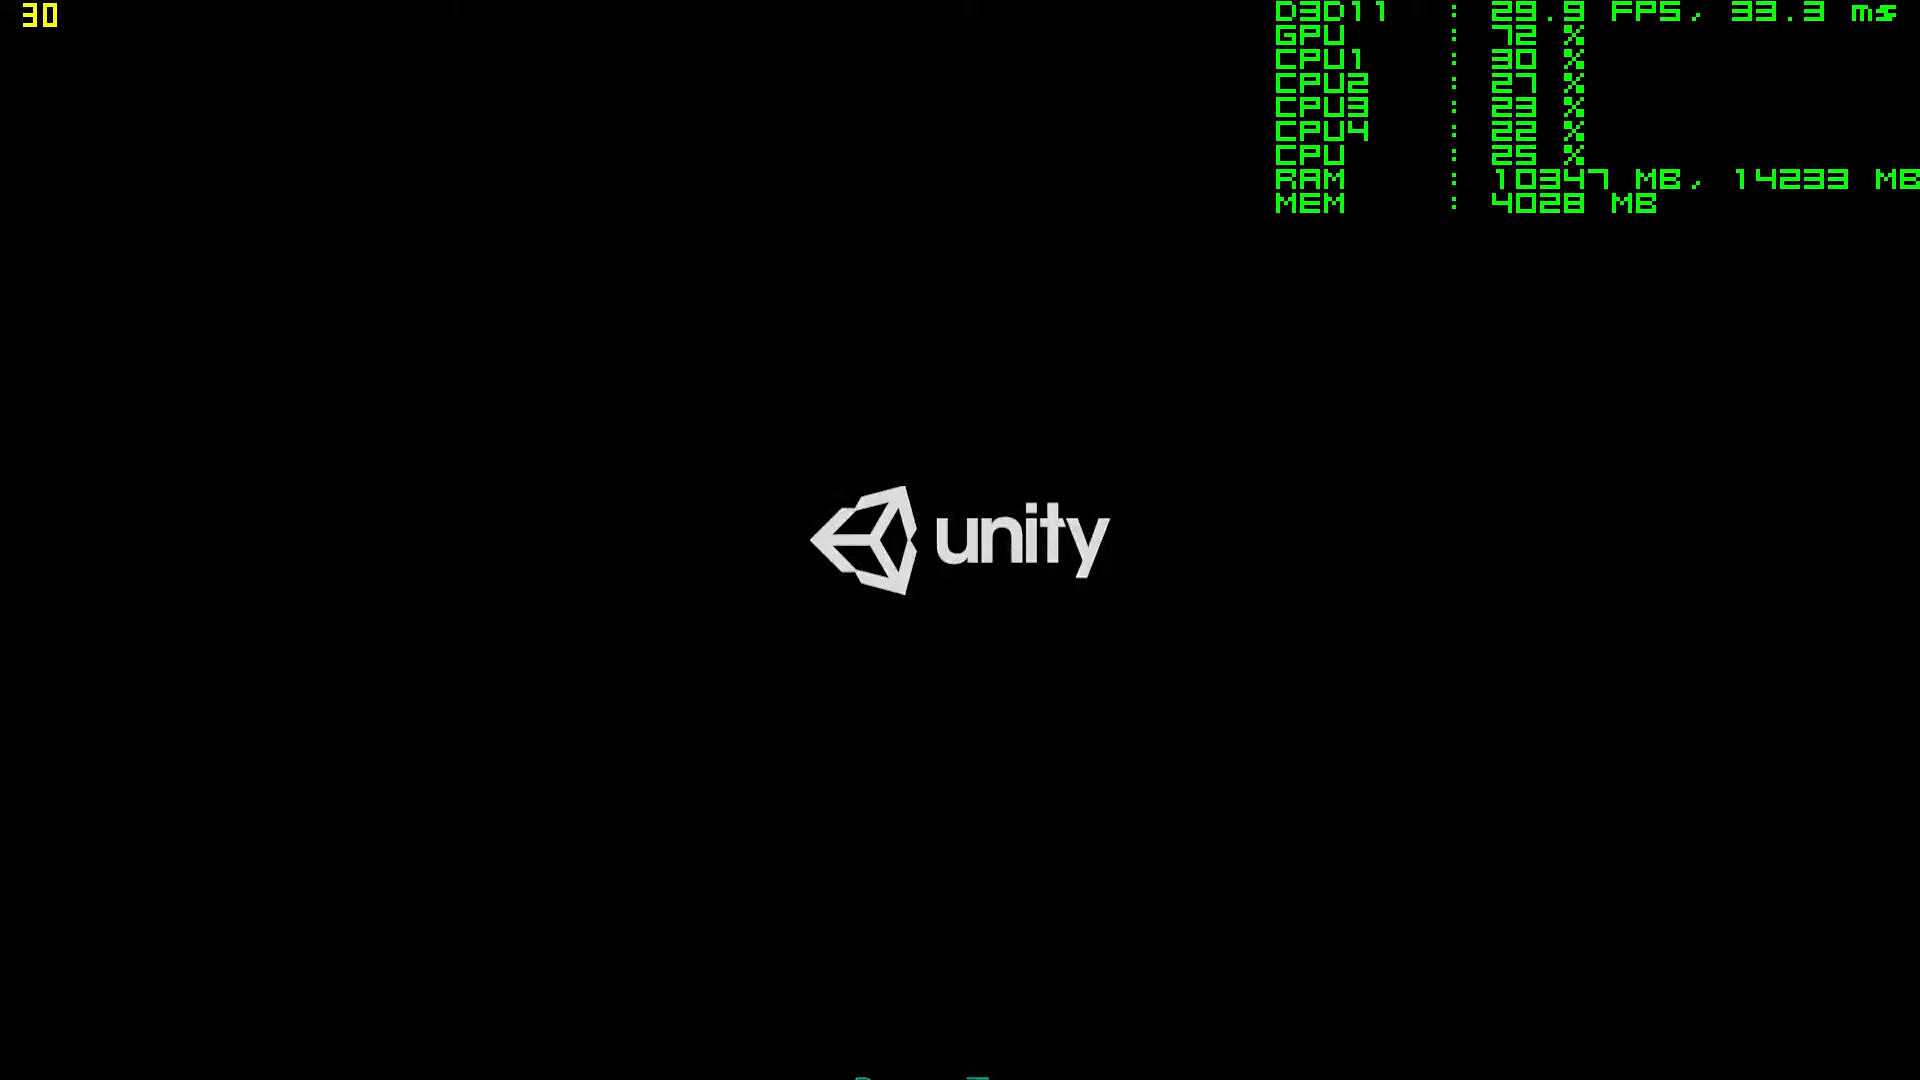 30
D3D11 : 29.9 FPS, 33.3 ms
GPU : 72 %
CPU1 : 30 %
CPU2 : 27 %
CPU3 : 23 %
CPU4 : 22 %
CPU : 25 %
RAM : 10347 MB, 14233 MB
MEM : 4028 MB
unity